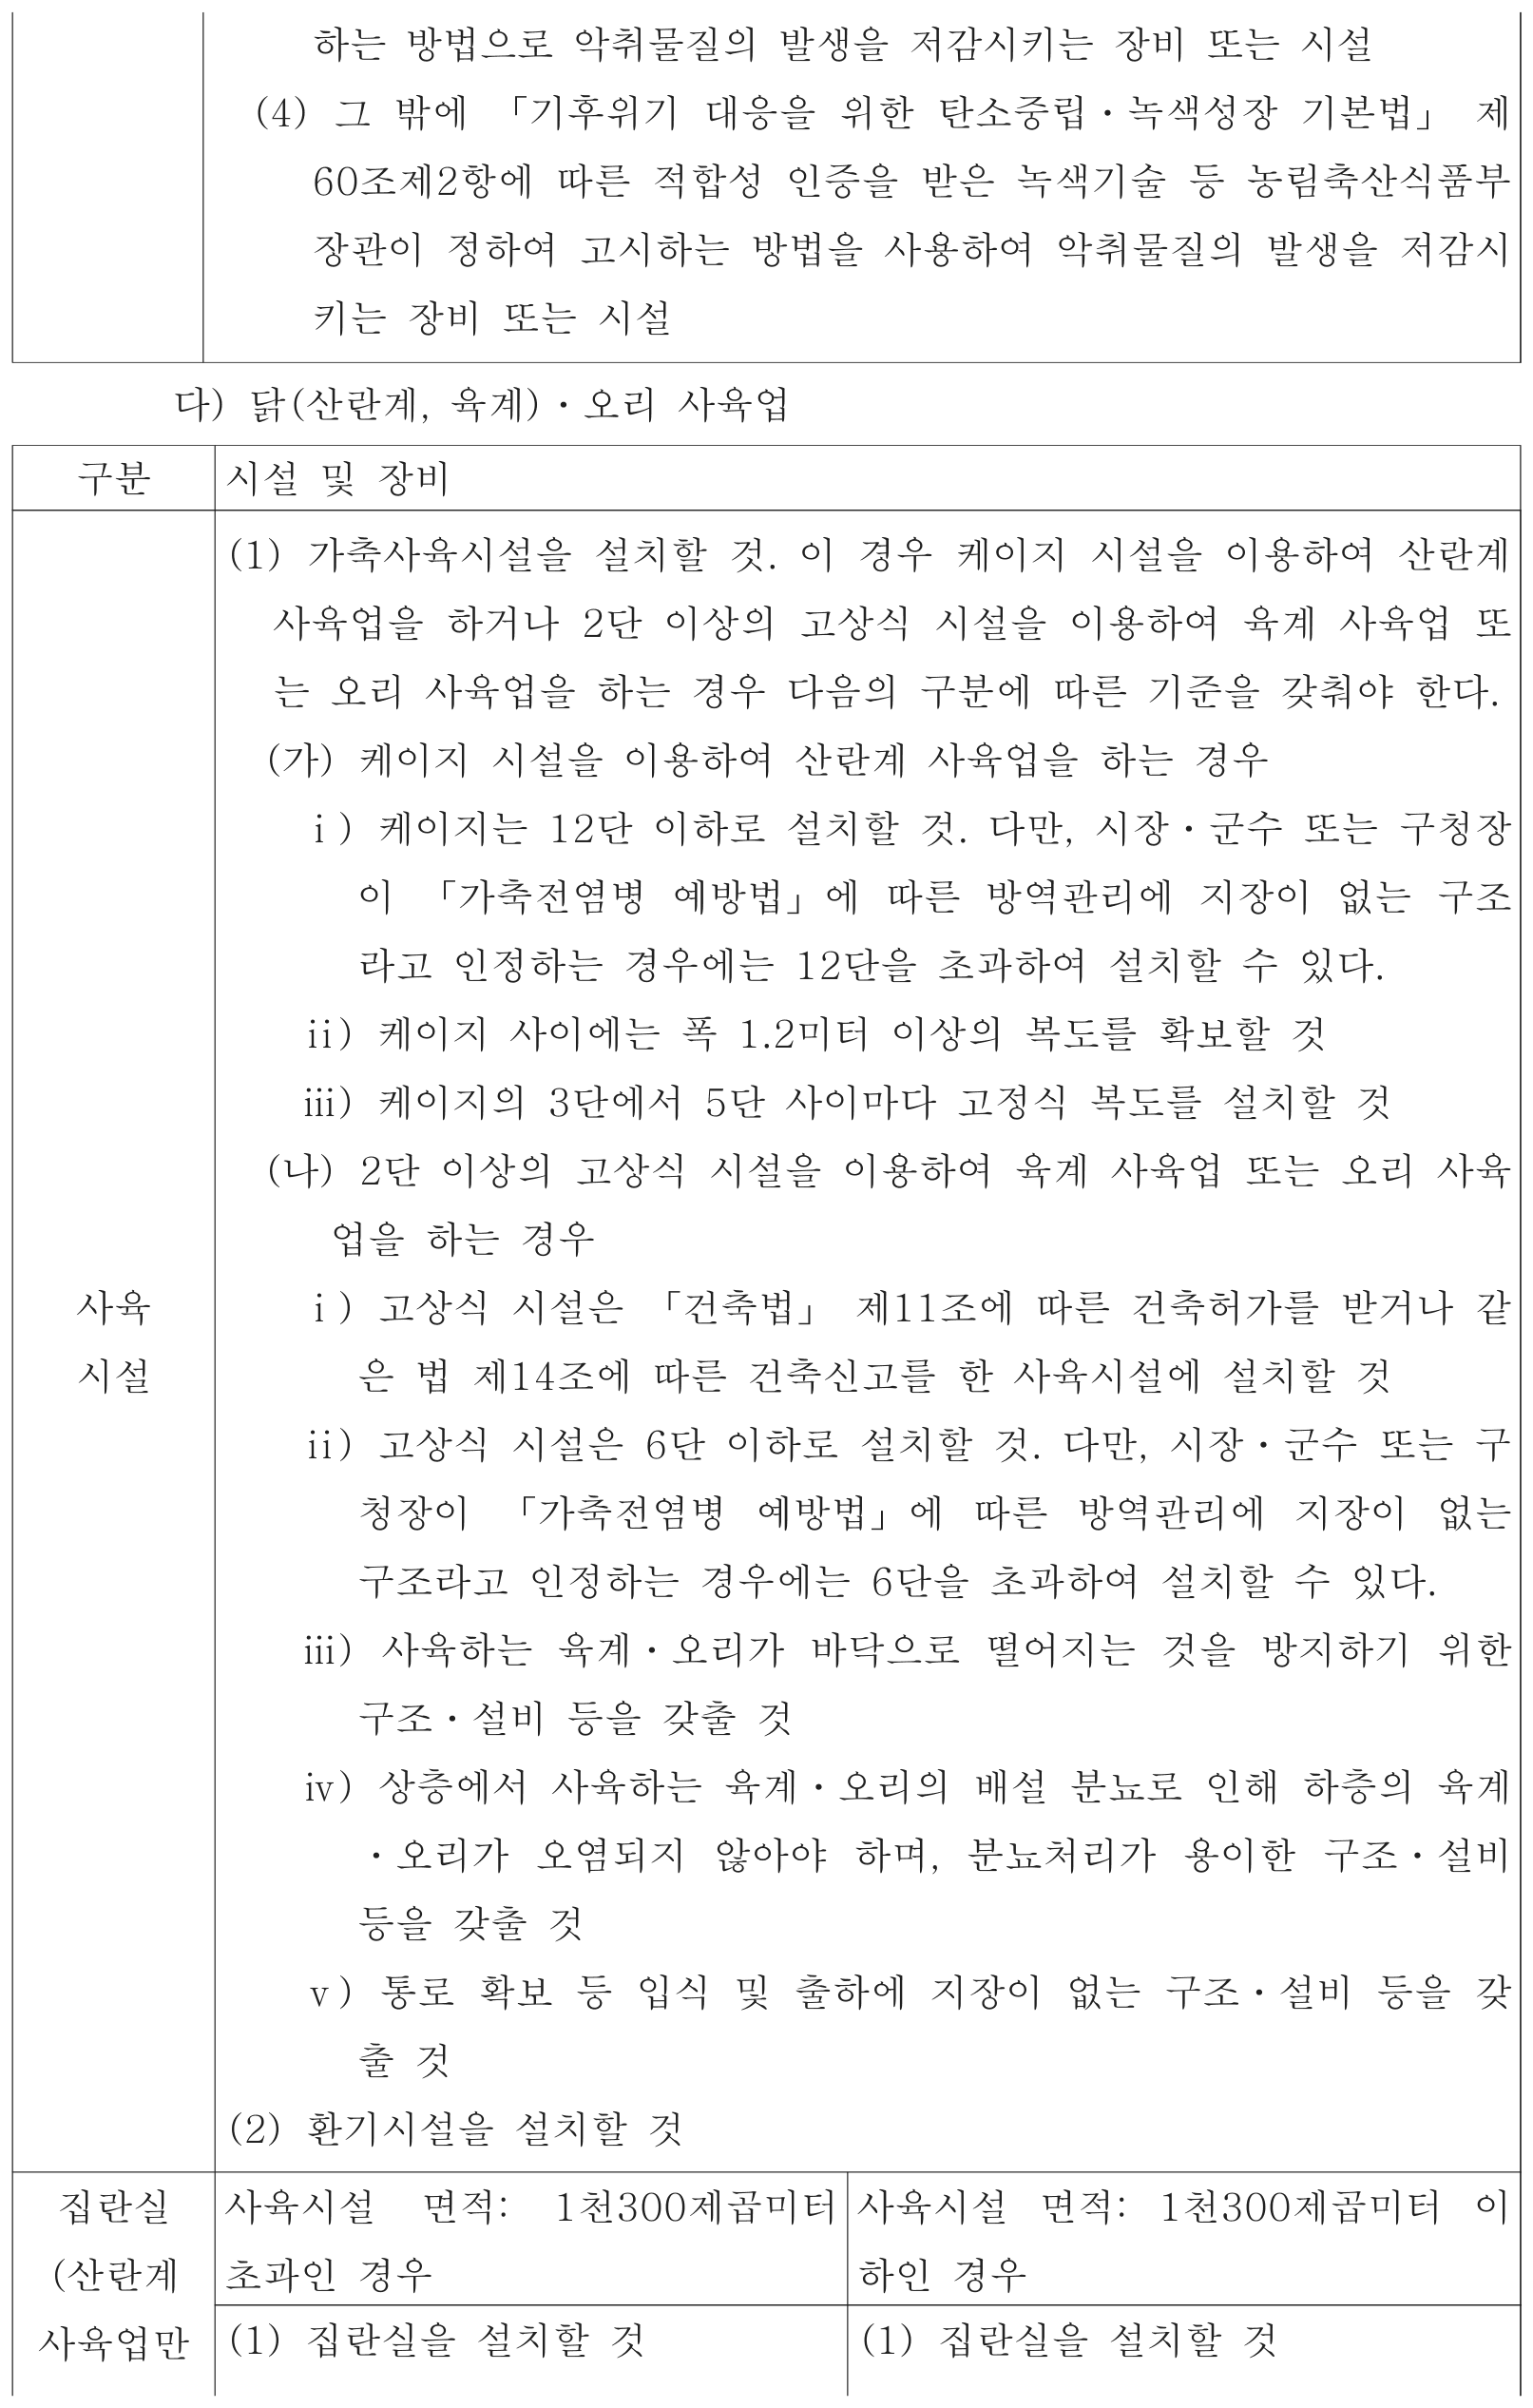 하는 방법으로 악취물질의 발생을 저감시키는 장비 또는 시설
(4) 그 밖에 「기후위기 대응을 위한 탄소중립・녹색성장 기본법」 제
60조제2항에 따른 적합성 인증을 받은 녹색기술 등 농림축산식품부
장관이 정하여 고시하는 방법을 사용하여 악취물질의 발생을 저감시
키는 장비 또는 시설
다) 닭(산란계, 육계)・오리 사육업
구분 시설 및 장비
(1) 가축사육시설을 설치할 것. 이 경우 케이지 시설을 이용하여 산란계
사육업을 하거나 2단 이상의 고상식 시설을 이용하여 육계 사육업 또
는 오리 사육업을 하는 경우 다음의 구분에 따른 기준을 갖춰야 한다.
(가) 케이지 시설을 이용하여 산란계 사육업을 하는 경우
ⅰ) 케이지는 12단 이하로 설치할 것. 다만, 시장・군수 또는 구청장
이 「가축전염병 예방법」에 따른 방역관리에 지장이 없는 구조
라고 인정하는 경우에는 12단을 초과하여 설치할 수 있다.
ⅱ) 케이지 사이에는 폭 1.2미터 이상의 복도를 확보할 것
ⅲ) 케이지의 3단에서 5단 사이마다 고정식 복도를 설치할 것
(나) 2단 이상의 고상식 시설을 이용하여 육계 사육업 또는 오리 사육
업을 하는 경우
사육
시설
ⅰ) 고상식 시설은 「건축법」 제11조에 따른 건축허가를 받거나 같
은 법 제14조에 따른 건축신고를 한 사육시설에 설치할 것
ⅱ) 고상식 시설은 6단 이하로 설치할 것. 다만, 시장・군수 또는 구
청장이 「가축전염병 예방법」에 따른 방역관리에 지장이 없는
구조라고 인정하는 경우에는 6단을 초과하여 설치할 수 있다.
ⅲ) 사육하는 육계・오리가 바닥으로 떨어지는 것을 방지하기 위한
구조・설비 등을 갖출 것
ⅳ) 상층에서 사육하는 육계・오리의 배설 분뇨로 인해 하층의 육계
・오리가 오염되지 않아야 하며, 분뇨처리가 용이한 구조・설비
등을 갖출 것
ⅴ) 통로 확보 등 입식 및 출하에 지장이 없는 구조・설비 등을 갖
출 것
(2) 환기시설을 설치할 것
집란실
(산란계
사육업만
사육시설 면적: 1천300제곱미터
초과인 경우
사육시설 면적: 1천300제곱미터 이
하인 경우
(1) 집란실을 설치할 것
(1) 집란실을 설치할 것